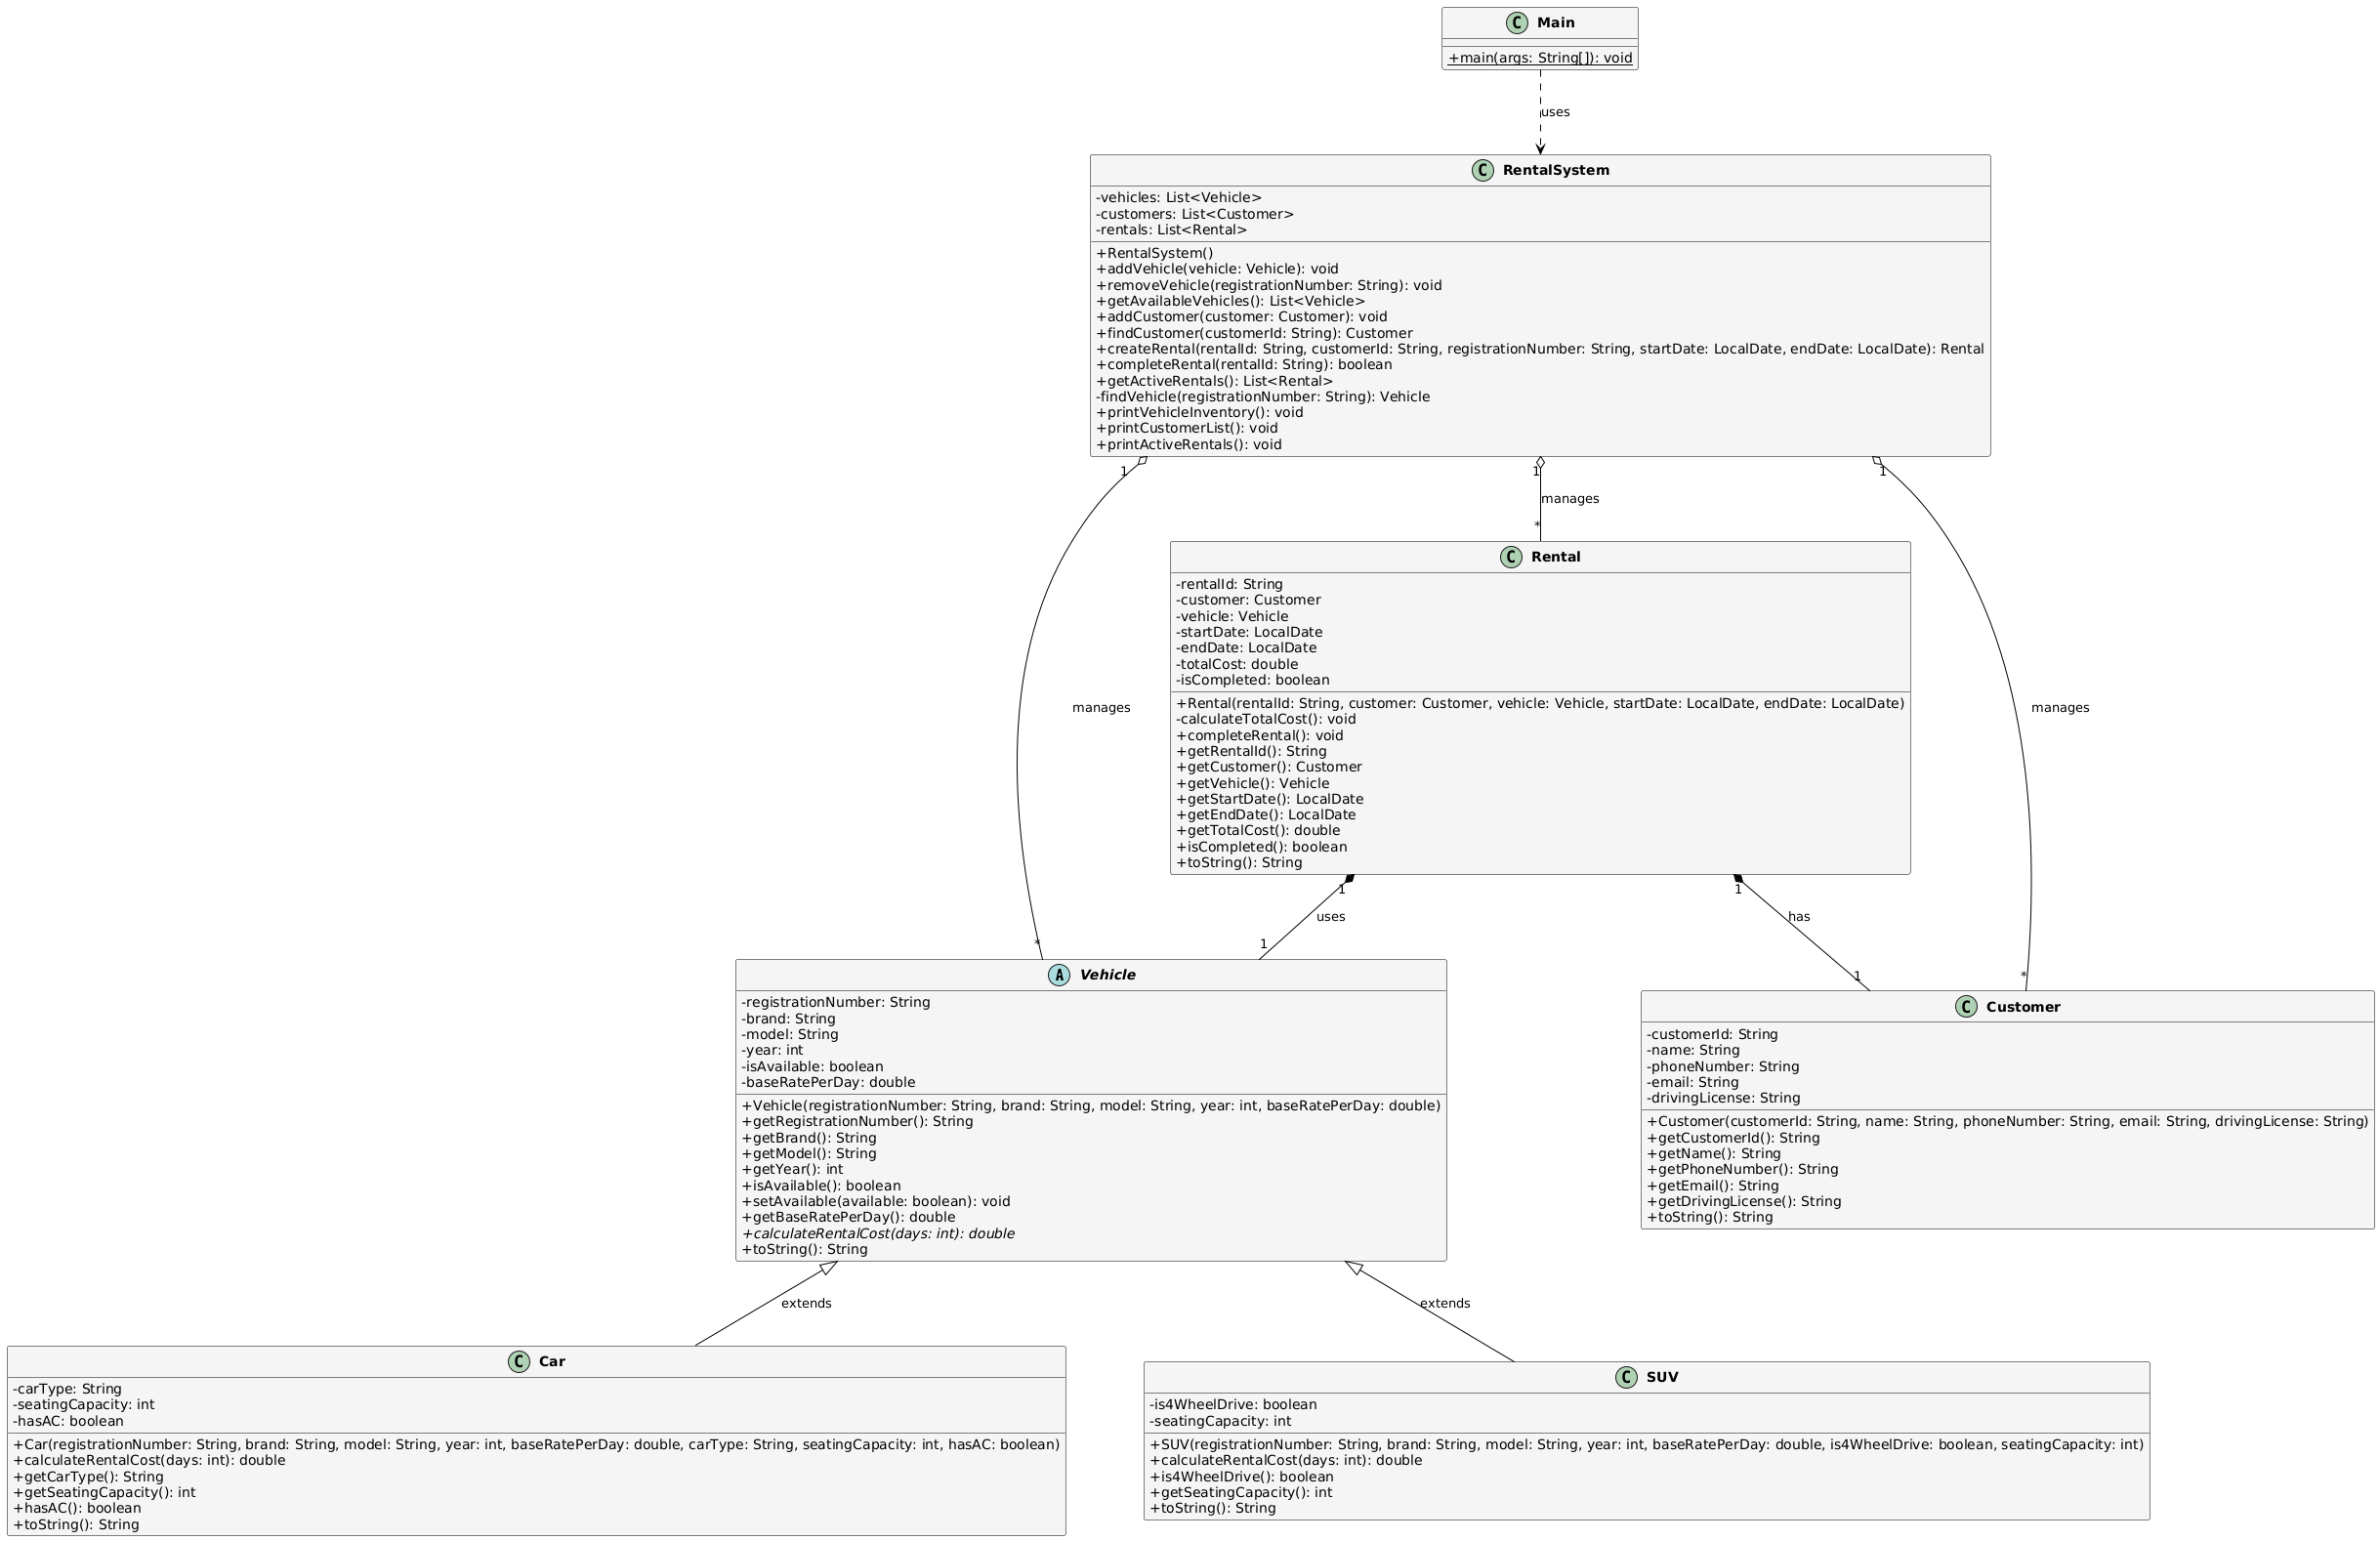 C Main
+main(args: String[]): void
uses
C RentalSystem
-vehicles: List<Vehicle>
-customers: List<Customer>
-rentals: List<Rental>
+RentalSystem()
+addVehicle(vehicle: Vehicle): void
+removeVehicle(registrationNumber: String): void
+getAvailableVehicles(): List<Vehicle>
+addCustomer(customer: Customer): void
+findCustomer(customerId: String): Customer
+createRental(rentalId: String, customerId: String, registrationNumber: String, startDate: LocalDate, endDate: LocalDate): Rental
+completeRental(rentalId: String): boolean
+getActiveRentals(): List<Rental>
-findVehicle(registrationNumber: String): Vehicle
+printVehicleInventory(): void
+printCustomerList(): void
+printActiveRentals(): void
1
1
1
manages
*
C Rental
-rentalId: String
-customer: Customer
-vehicle: Vehicle
-startDate: LocalDate
-endDate: LocalDate
-totalCost: double
-isCompleted: boolean
+Rental(rentalId: String, customer: Customer, vehicle: Vehicle, startDate: LocalDate, endDate: LocalDate)
-calculateTotalCost(): void
+completeRental(): void
+getRentalId(): String
+getCustomer(): Customer
+getVehicle(): Vehicle
+getStartDate(): LocalDate
+getEndDate(): LocalDate
+getTotalCost(): double
+isCompleted(): boolean
+toString(): String
manages
manages
1
1
uses
has
*
1
1
*
A Vehicle
-registrationNumber: String
-brand: String
-model: String
-year: int
-isAvailable: boolean
-baseRatePerDay: double
+Vehicle(registrationNumber: String, brand: String, model: String, year: int, baseRatePerDay: double)
+getRegistrationNumber(): String
+getBrand(): String
+getModel(): String
+getYear(): int
+isAvailable(): boolean
+setAvailable(available: boolean): void
+getBaseRatePerDay(): double
+calculateRentalCost(days: int): double
+toString(): String
C Customer
-customerId: String
-name: String
-phoneNumber: String
-email: String
-drivingLicense: String
+Customer(customerId: String, name: String, phoneNumber: String, email: String, drivingLicense: String)
+getCustomerId(): String
+getName(): String
+getPhoneNumber(): String
+getEmail(): String
+getDrivingLicense(): String
+toString(): String
extends
extends
C Car
-carType: String
-seatingCapacity: int
-hasAC: boolean
+Car(registrationNumber: String, brand: String, model: String, year: int, baseRatePerDay: double, carType: String, seatingCapacity: int, hasAC: boolean)
+calculateRentalCost(days: int): double
+getCarType(): String
+getSeatingCapacity(): int
+hasAC(): boolean
+toString(): String
C SUV
-is4WheelDrive: boolean
-seatingCapacity: int
+SUV(registrationNumber: String, brand: String, model: String, year: int, baseRatePerDay: double, is4WheelDrive: boolean, seatingCapacity: int)
+calculateRentalCost(days: int): double
+is4WheelDrive(): boolean
+getSeatingCapacity(): int
+toString(): String